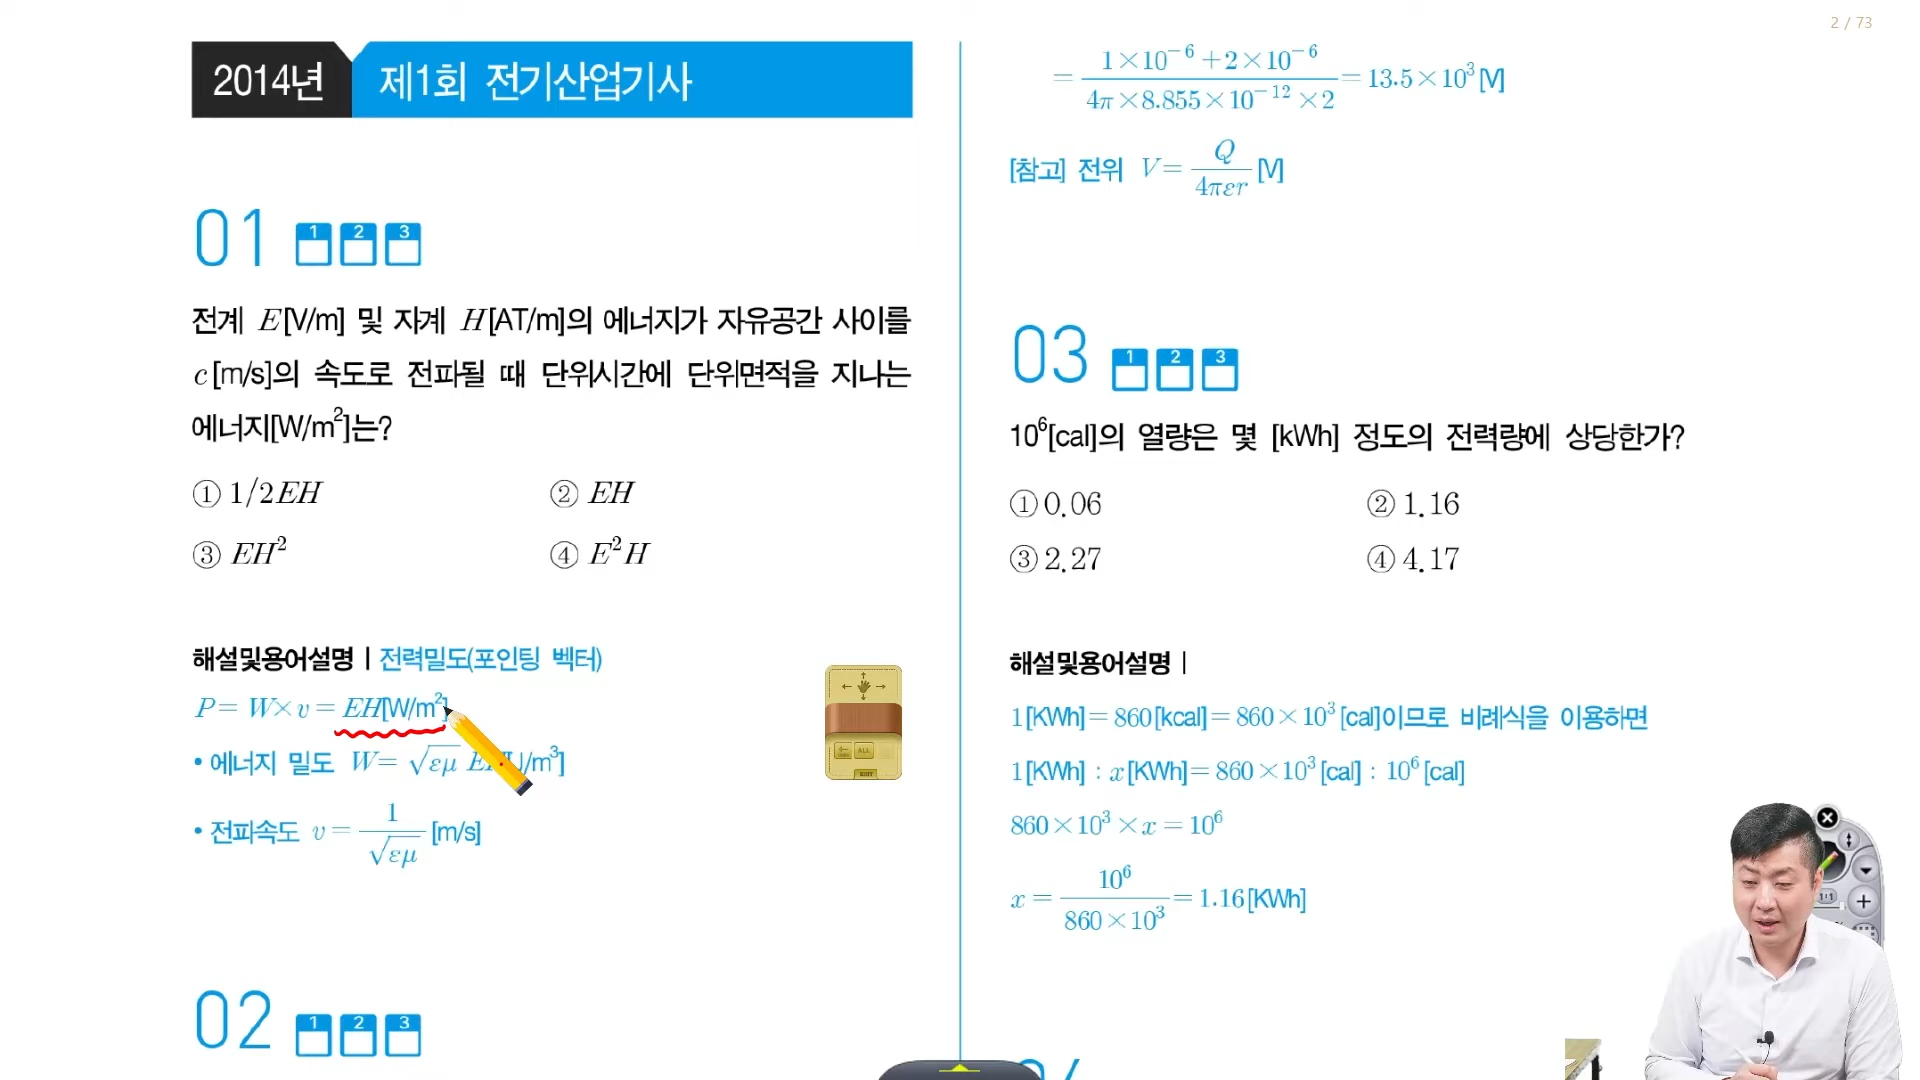 2 / 73
2014년 제1회 전기산업기사
01 1 2 3
전계 E[V/m] 및 자계 H[AT/m]의 에너지가 자유공간 사이를
c[m/s]의 속도로 전파될 때 단위시간에 단위면적을 지나는
에너지[W/m²]는?
① 1/2EH ② EH
③ EH² ④ E²H
해설및용어설명 | 전력밀도(포인팅 벡터)
P = W×v = EH[W/m²]
• 에너지 밀도 W = √εμ [J/m³]
• 전파속도 v = 1/√εμ [m/s]
02 1 2 3
= (1×10⁻⁶+2×10⁻⁶)/(4π×8.855×10⁻¹²×2) = 13.5×10³[V]
[참고] 전위 V = Q/4πεr [V]
03 1 2 3
10⁶[cal]의 열량은 몇 [kWh] 정도의 전력량에 상당한가?
① 0.06 ② 1.16
③ 2.27 ④ 4.17
해설및용어설명 |
1[KWh] = 860[kcal] = 860×10³[cal]이므로 비례식을 이용하면
1[KWh] : x[KWh] = 860×10³[cal] : 10⁶[cal]
860×10³×x = 10⁶
x = 10⁶/(860×10³) = 1.16[KWh]
ALL
EXIT